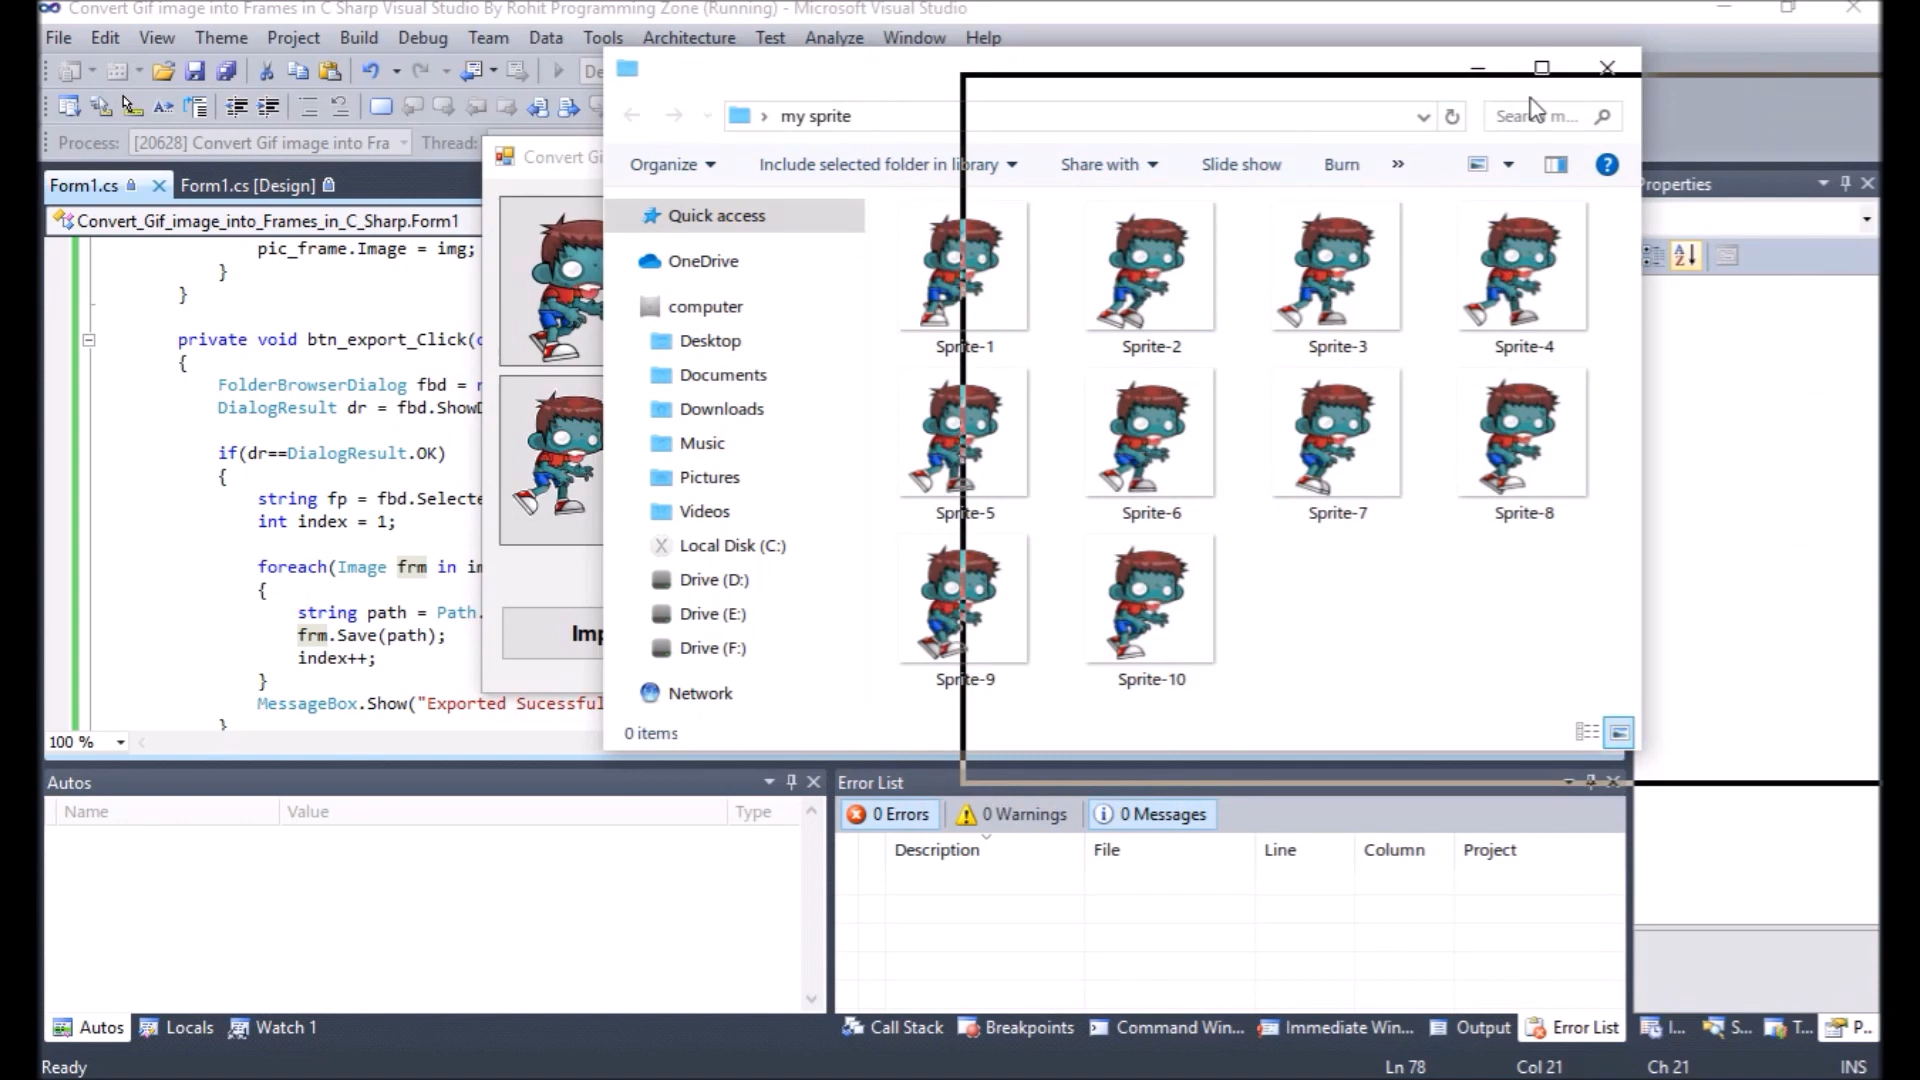 Convert Gif image into Frames in C Sharp Visual Studio By Rohit Programming Zone (Running) - Microsoft Visual Studio
File Edit View Theme Project Build Debug Team Data Tools Architecture Test Analyze Window Help
De
Process: [20628] Convert Gif image into Fra Thread:
Form1.cs Form1.cs [Design]
Convert_Gif_image_into_Frames_in_C_Sharp.Form1
pic_frame.Image = img;
}
}
private void btn_export_Click(
{
FolderBrowserDialog fbd =
DialogResult dr = fbd.ShowD
if(dr==DialogResult.OK)
{
string fp = fbd.Selecte
int index = 1;
foreach(Image frm in im
{
string path = Path.
frm.Save(path);
index++;
}
MessageBox.Show("Exported Sucessful
}
100 %
Convert Gi
Imp
my sprite
Search m...
Organize Include selected folder in library Share with Slide show Burn »
Quick access
OneDrive
computer
Desktop
Documents
Downloads
Music
Pictures
Videos
Local Disk (C:)
Drive (D:)
Drive (E:)
Drive (F:)
Network
Sprite-1 Sprite-2 Sprite-3 Sprite-4
Sprite-5 Sprite-6 Sprite-7 Sprite-8
Sprite-9 Sprite-10
0 items
Properties
Autos
Name Value Type
Error List
0 Errors 0 Warnings 0 Messages
Description File Line Column Project
Autos Locals Watch 1
Call Stack Breakpoints Command Win... Immediate Win... Output Error List I... S... T... P..
Ready Ln 78 Col 21 Ch 21 INS